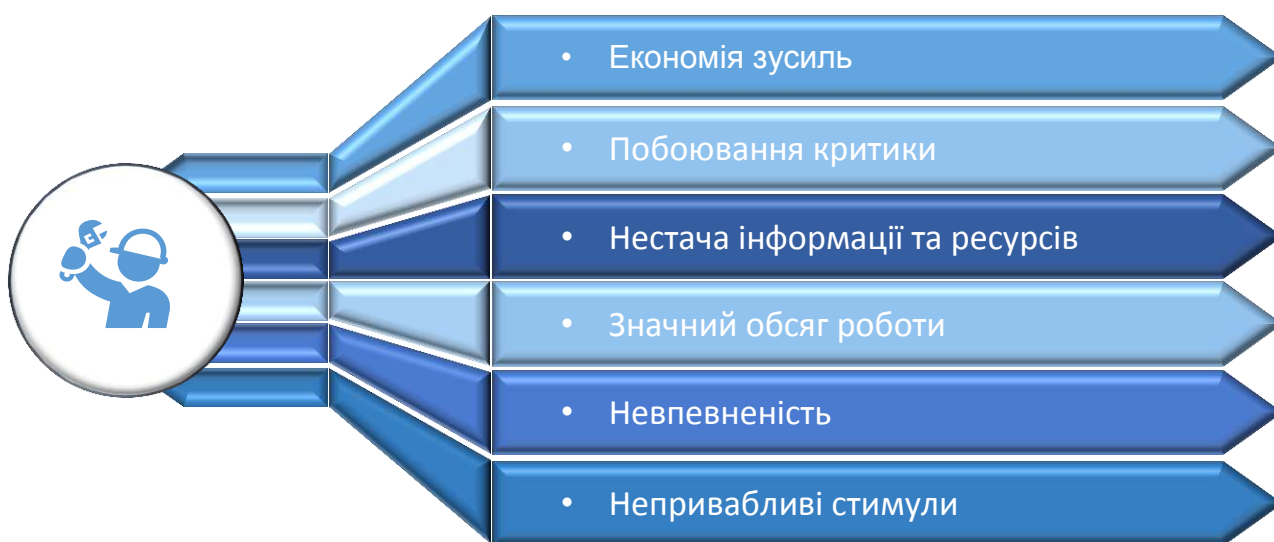 • Економія зусиль
• Побоювання критики
• Нестача інформації та ресурсів
• Значний обсяг роботи
• Невпевненість
• Непривабливі стимули